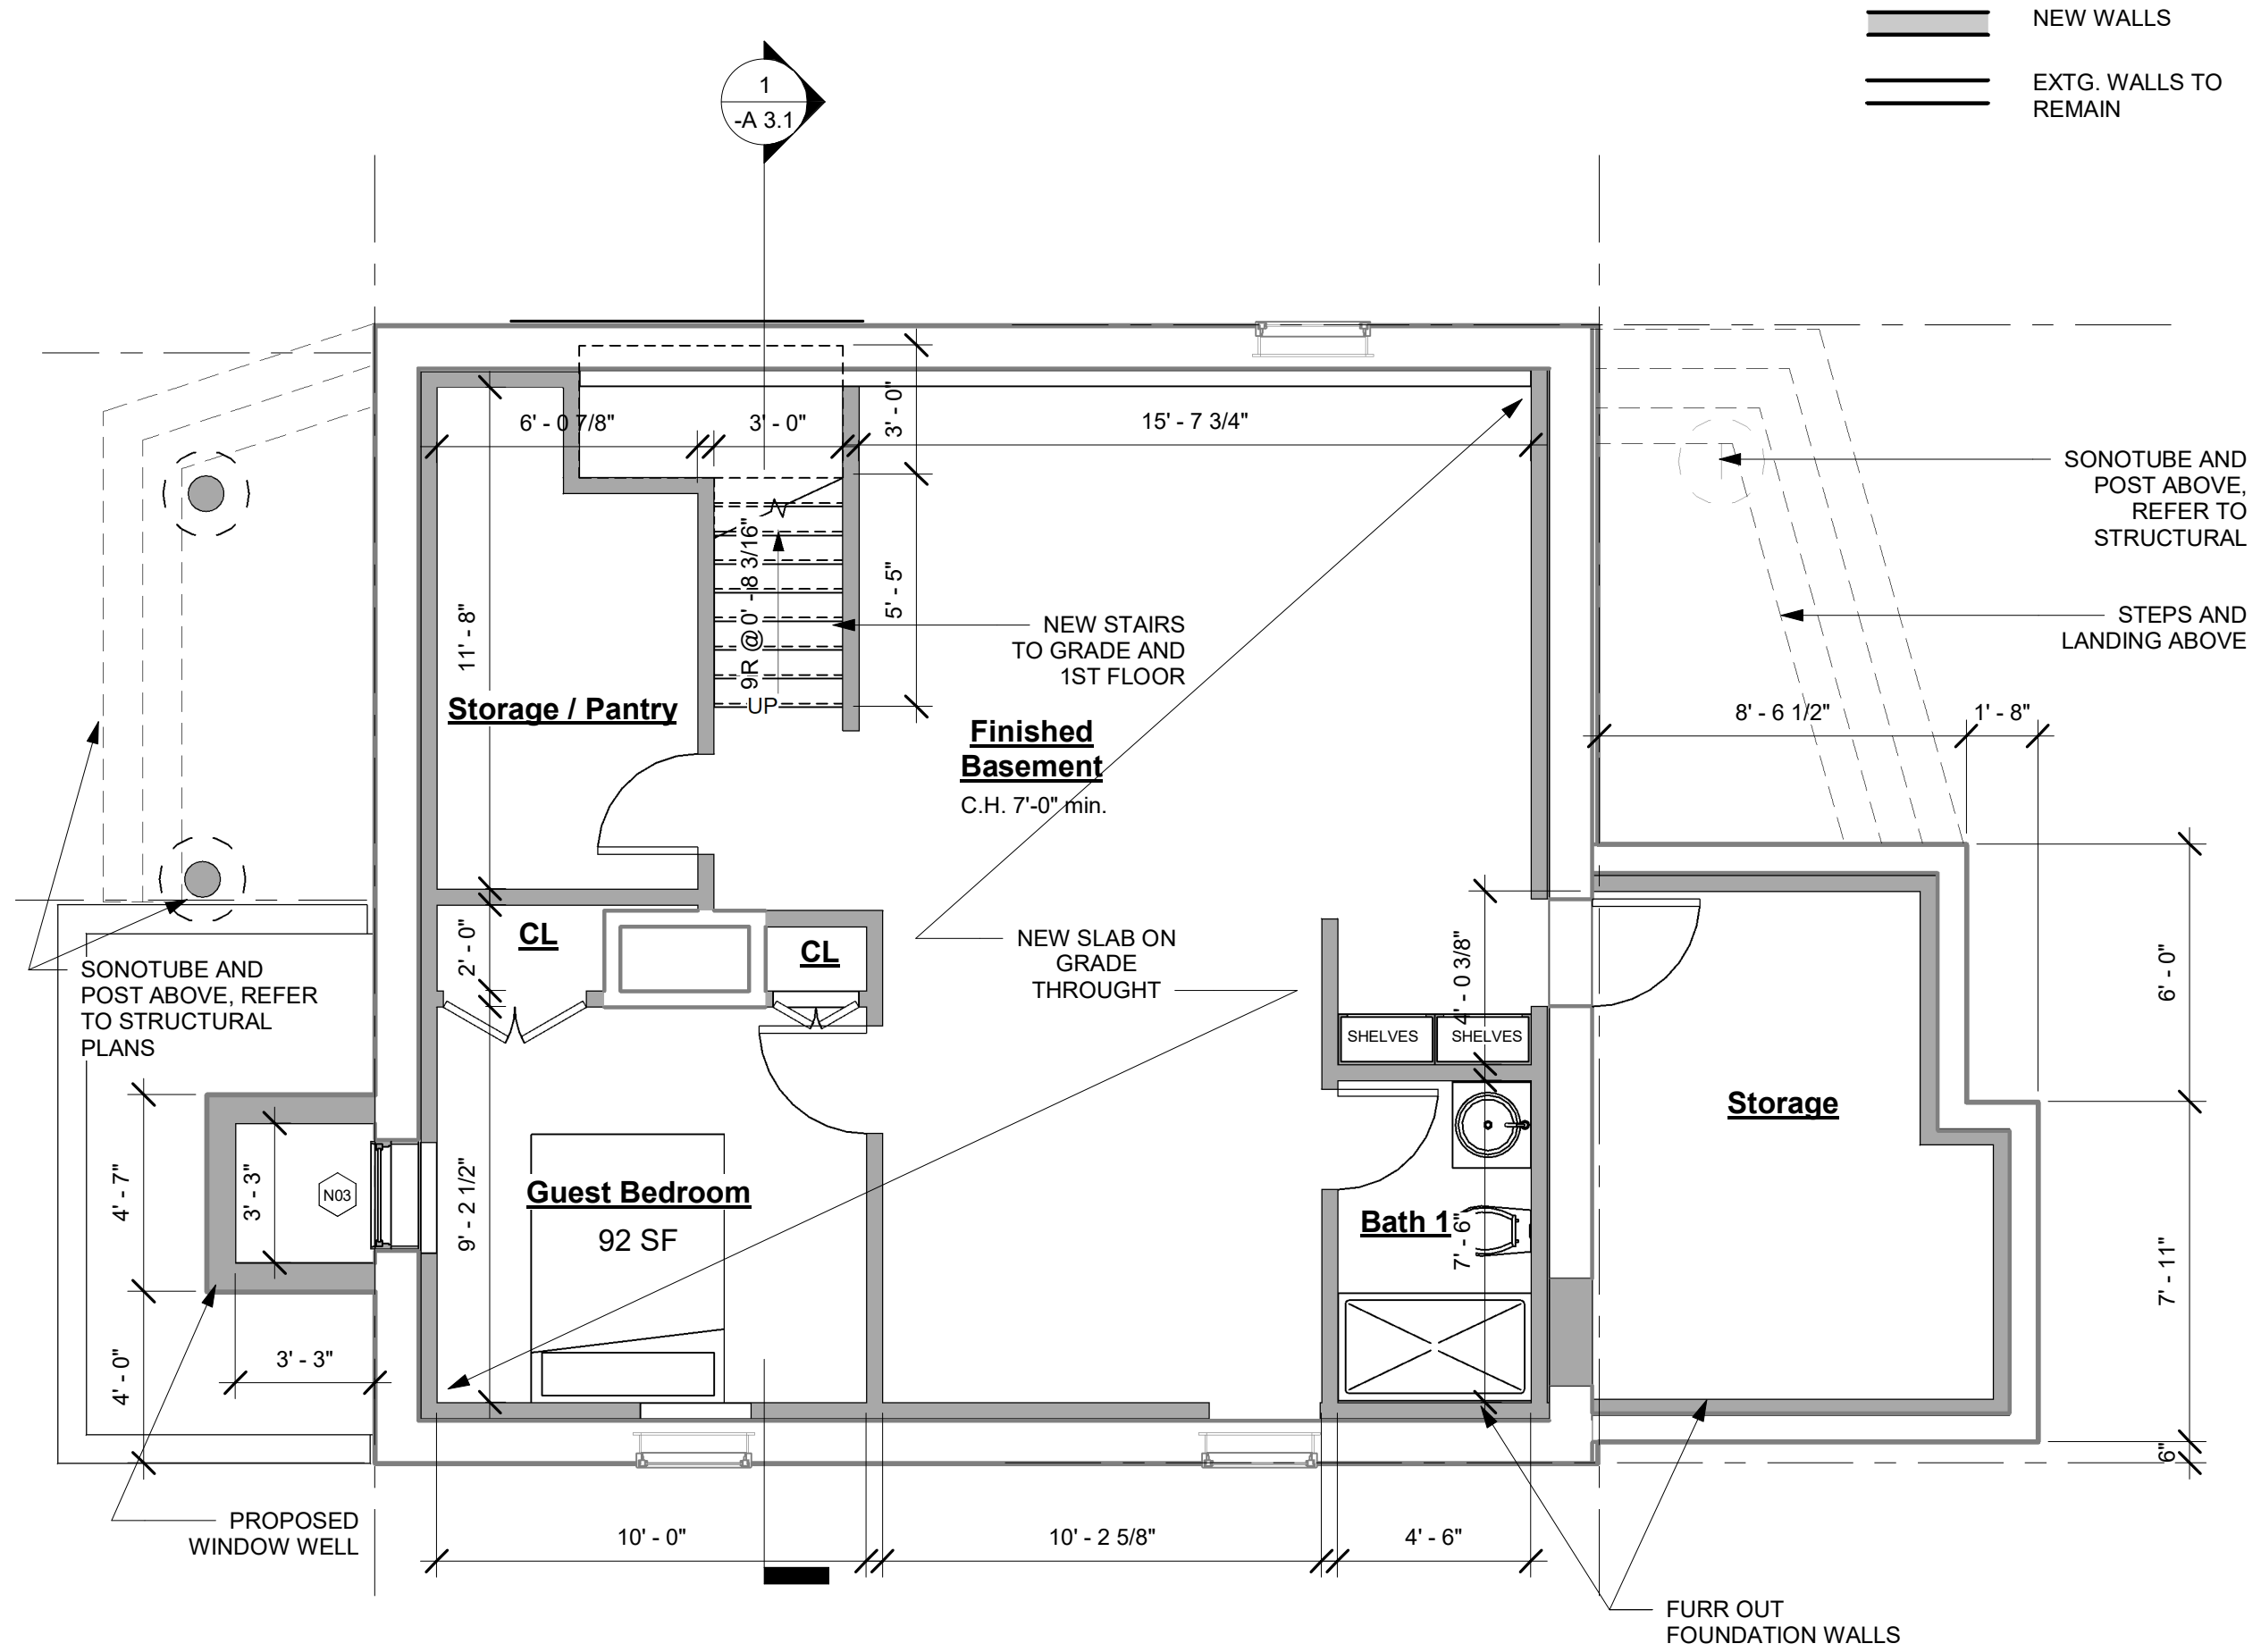 NEW WALLS
EXTG. WALLS TO
REMAIN
1
-A 3.1
6' - 0 7/8"
3' - 0"
3' - 0"
15' - 7 3/4"
SONOTUBE AND
POST ABOVE,
REFER TO
STRUCTURAL
9R @ 0' - 8 3/16"
UP
5' - 5"
11' - 8"
NEW STAIRS
TO GRADE AND
1ST FLOOR
STEPS AND
LANDING ABOVE
Storage / Pantry
Finished
Basement
C.H. 7'-0" min.
8' - 6 1/2"
1' - 8"
CL
2' - 0"
CL
NEW SLAB ON
GRADE
THROUGHT
4' - 0 3/8"
6' - 0"
SONOTUBE AND
POST ABOVE, REFER
TO STRUCTURAL
PLANS
SHELVES
SHELVES
Storage
4' - 7"
3' - 3"
N03
9' - 2 1/2"
Guest Bedroom
92 SF
Bath 1
7' - 6"
7' - 11"
3' - 3"
4' - 0"
6"
PROPOSED
WINDOW WELL
10' - 0"
10' - 2 5/8"
4' - 6"
FURR OUT
FOUNDATION WALLS